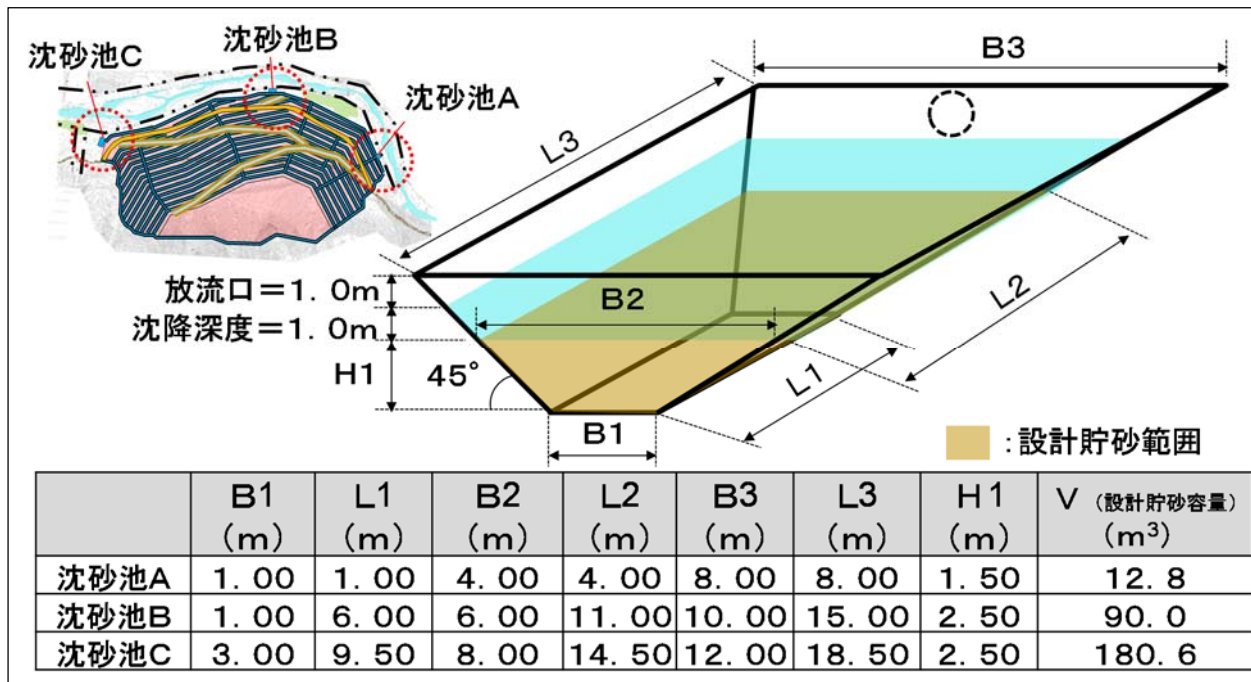 沈砂池C
沈砂池B
沈砂池A
B3
L3
放流口=1.0m
沈降深度=1.0m
H1
45°
B2
L2
L1
B1
:設計貯砂範囲
B1 L1 B2 L2 B3 L3 H1 V(設計貯砂容量)
(m) (m) (m) (m) (m) (m) (m) (m³)
沈砂池A 1.00 1.00 4.00 4.00 8.00 8.00 1.50 12.8
沈砂池B 1.00 6.00 6.00 11.00 10.00 15.00 2.50 90.0
沈砂池C 3.00 9.50 8.00 14.50 12.00 18.50 2.50 180.6